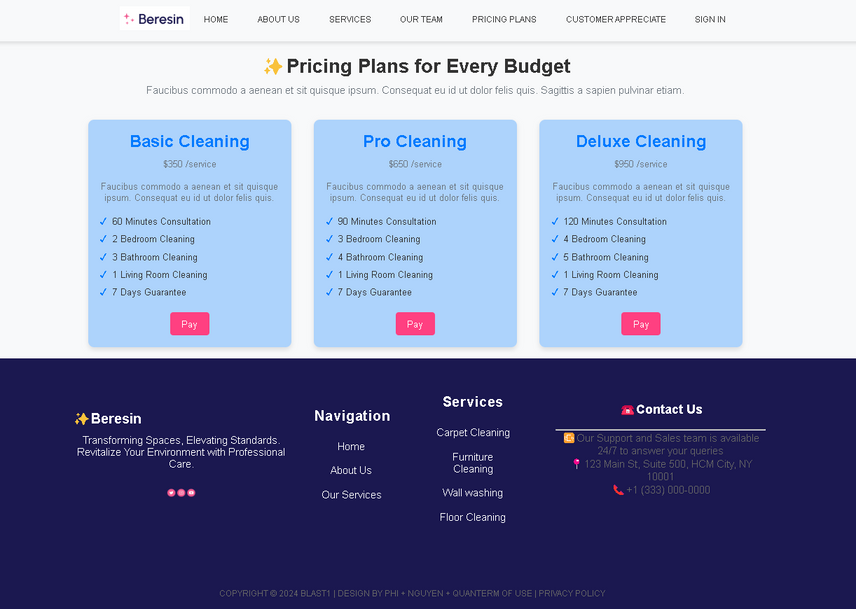 Beresin
HOME
ABOUT US
SERVICES
OUR TEAM
PRICING PLANS
CUSTOMER APPRECIATE
SIGN IN
Pricing Plans for Every Budget
Faucibus commodo a aenean et sit quisque ipsum. Consequat eu id ut dolor felis quis. Sagittis a sapien pulvinar etiam.
Basic Cleaning
$350 /service
Faucibus commodo a aenean et sit quisque
ipsum. Consequat eu id ut dolor felis quis.
✓ 60 Minutes Consultation
✓ 2 Bedroom Cleaning
✓ 3 Bathroom Cleaning
✓ 1 Living Room Cleaning
✓ 7 Days Guarantee
Pay
Pro Cleaning
$650 /service
Faucibus commodo a aenean et sit quisque
ipsum. Consequat eu id ut dolor felis quis.
✓ 90 Minutes Consultation
✓ 3 Bedroom Cleaning
✓ 4 Bathroom Cleaning
✓ 1 Living Room Cleaning
✓ 7 Days Guarantee
Pay
Deluxe Cleaning
$950 /service
Faucibus commodo a aenean et sit quisque
ipsum. Consequat eu id ut dolor felis quis.
✓ 120 Minutes Consultation
✓ 4 Bedroom Cleaning
✓ 5 Bathroom Cleaning
✓ 1 Living Room Cleaning
✓ 7 Days Guarantee
Pay
Beresin
Transforming Spaces, Elevating Standards.
Revitalize Your Environment with Professional
Care.
Navigation
Home
About Us
Our Services
Services
Carpet Cleaning
Furniture
Cleaning
Wall washing
Floor Cleaning
Contact Us
Our Support and Sales team is available
24/7 to answer your queries
123 Main St, Suite 500, HCM City, NY
10001
+1 (333) 000-0000
COPYRIGHT © 2024 BLAST1 | DESIGN BY PHI + NGUYEN + QUANTERM OF USE | PRIVACY POLICY